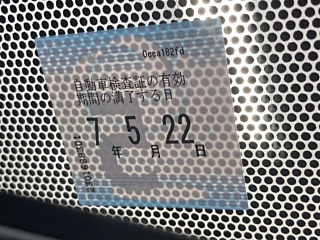 0eca182fd
自動車検査証の有効
期間の満了する日
7 5 22
年 月 日